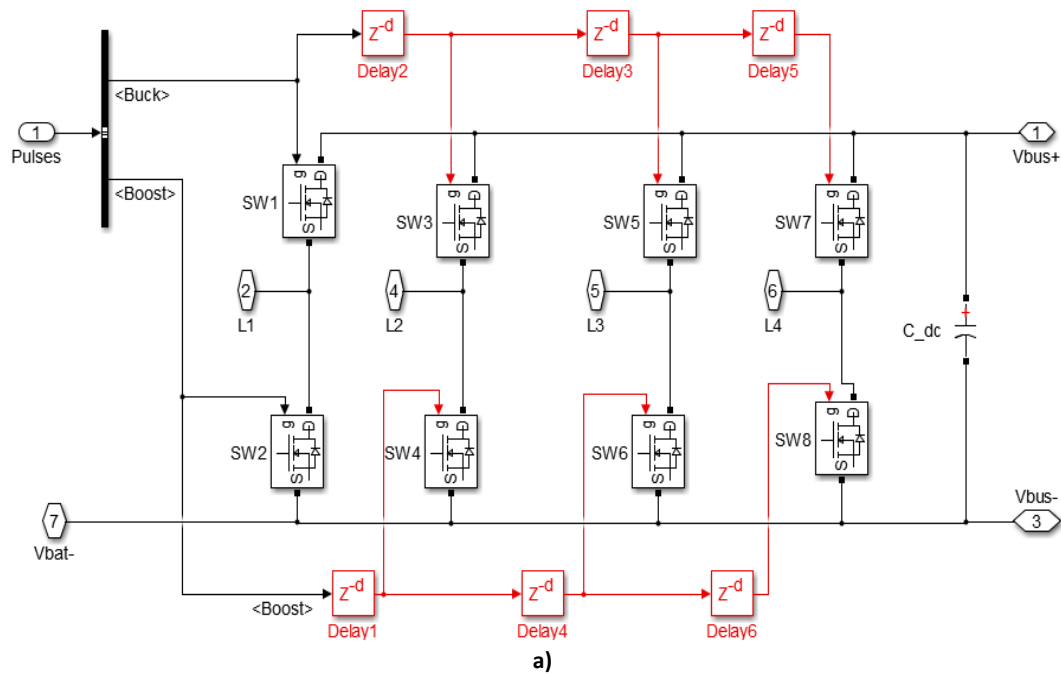 Z-d
Z-d
Z-d
Delay2
Delay3
Delay5
<Buck>
1
Pulses
1
Vbus+
<Boost>
g
D
S
SW1
g
D
S
SW3
g
D
S
SW5
g
D
S
SW7
2
L1
4
L2
5
L3
6
L4
+
C_dc
g
D
S
SW2
g
D
S
SW4
g
D
S
SW6
g
D
S
SW8
7
Vbat-
Vbus-
3
<Boost>
Z-d
Z-d
Z-d
Delay1
Delay4
Delay6
a)